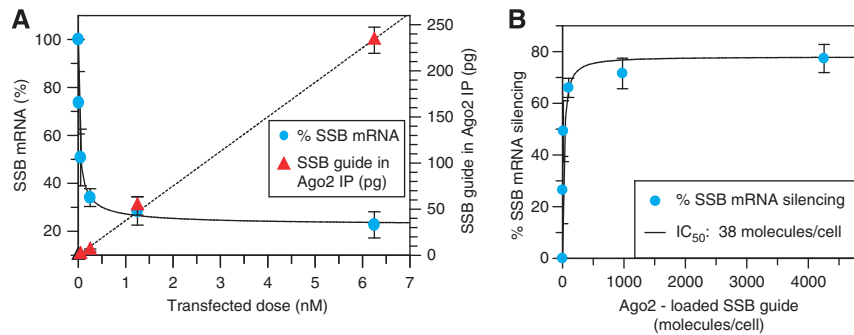 A
SSB mRNA (%)
100
80
60
40
20
0
1
2
3
4
5
6
7
Transfected dose (nM)
250
200
150
100
50
0
SSB guide in Ago2 IP (pg)
% SSB mRNA
SSB guide in
Ago2 IP (pg)
B
% SSB mRNA silencing
80
60
40
20
0
0
1000
2000
3000
4000
Ago2 - loaded SSB guide
(molecules/cell)
% SSB mRNA silencing
IC50: 38 molecules/cell